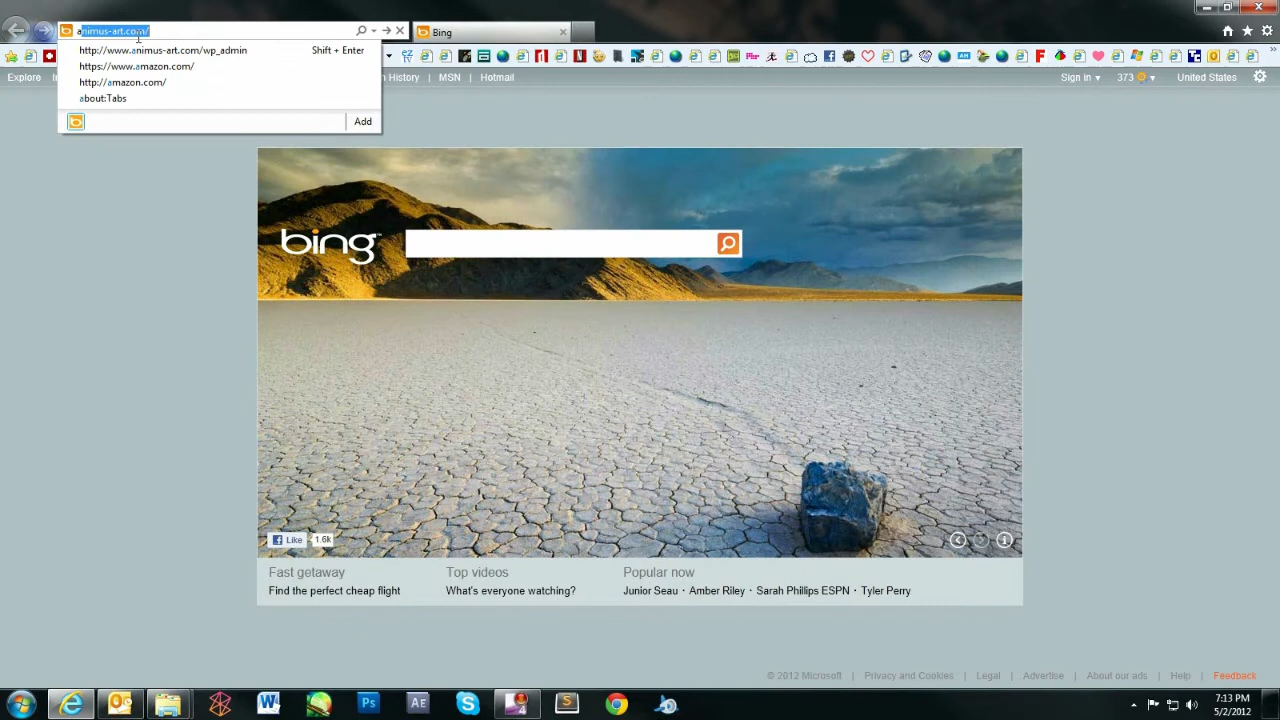 animus-art.com/
Bing
http://www.animus-art.com/wp_admin Shift + Enter
https://www.amazon.com/
http://amazon.com/
about:Tabs
Add
Explore
History MSN Hotmail
Sign in 373 United States
bing
Like 1.6k
Fast getaway
Find the perfect cheap flight
Top videos
What's everyone watching?
Popular now
Junior Seau · Amber Riley · Sarah Phillips ESPN · Tyler Perry
© 2012 Microsoft Privacy and Cookies Legal Advertise About our ads Help Feedback
Ps
AE
7:13 PM
5/2/2012